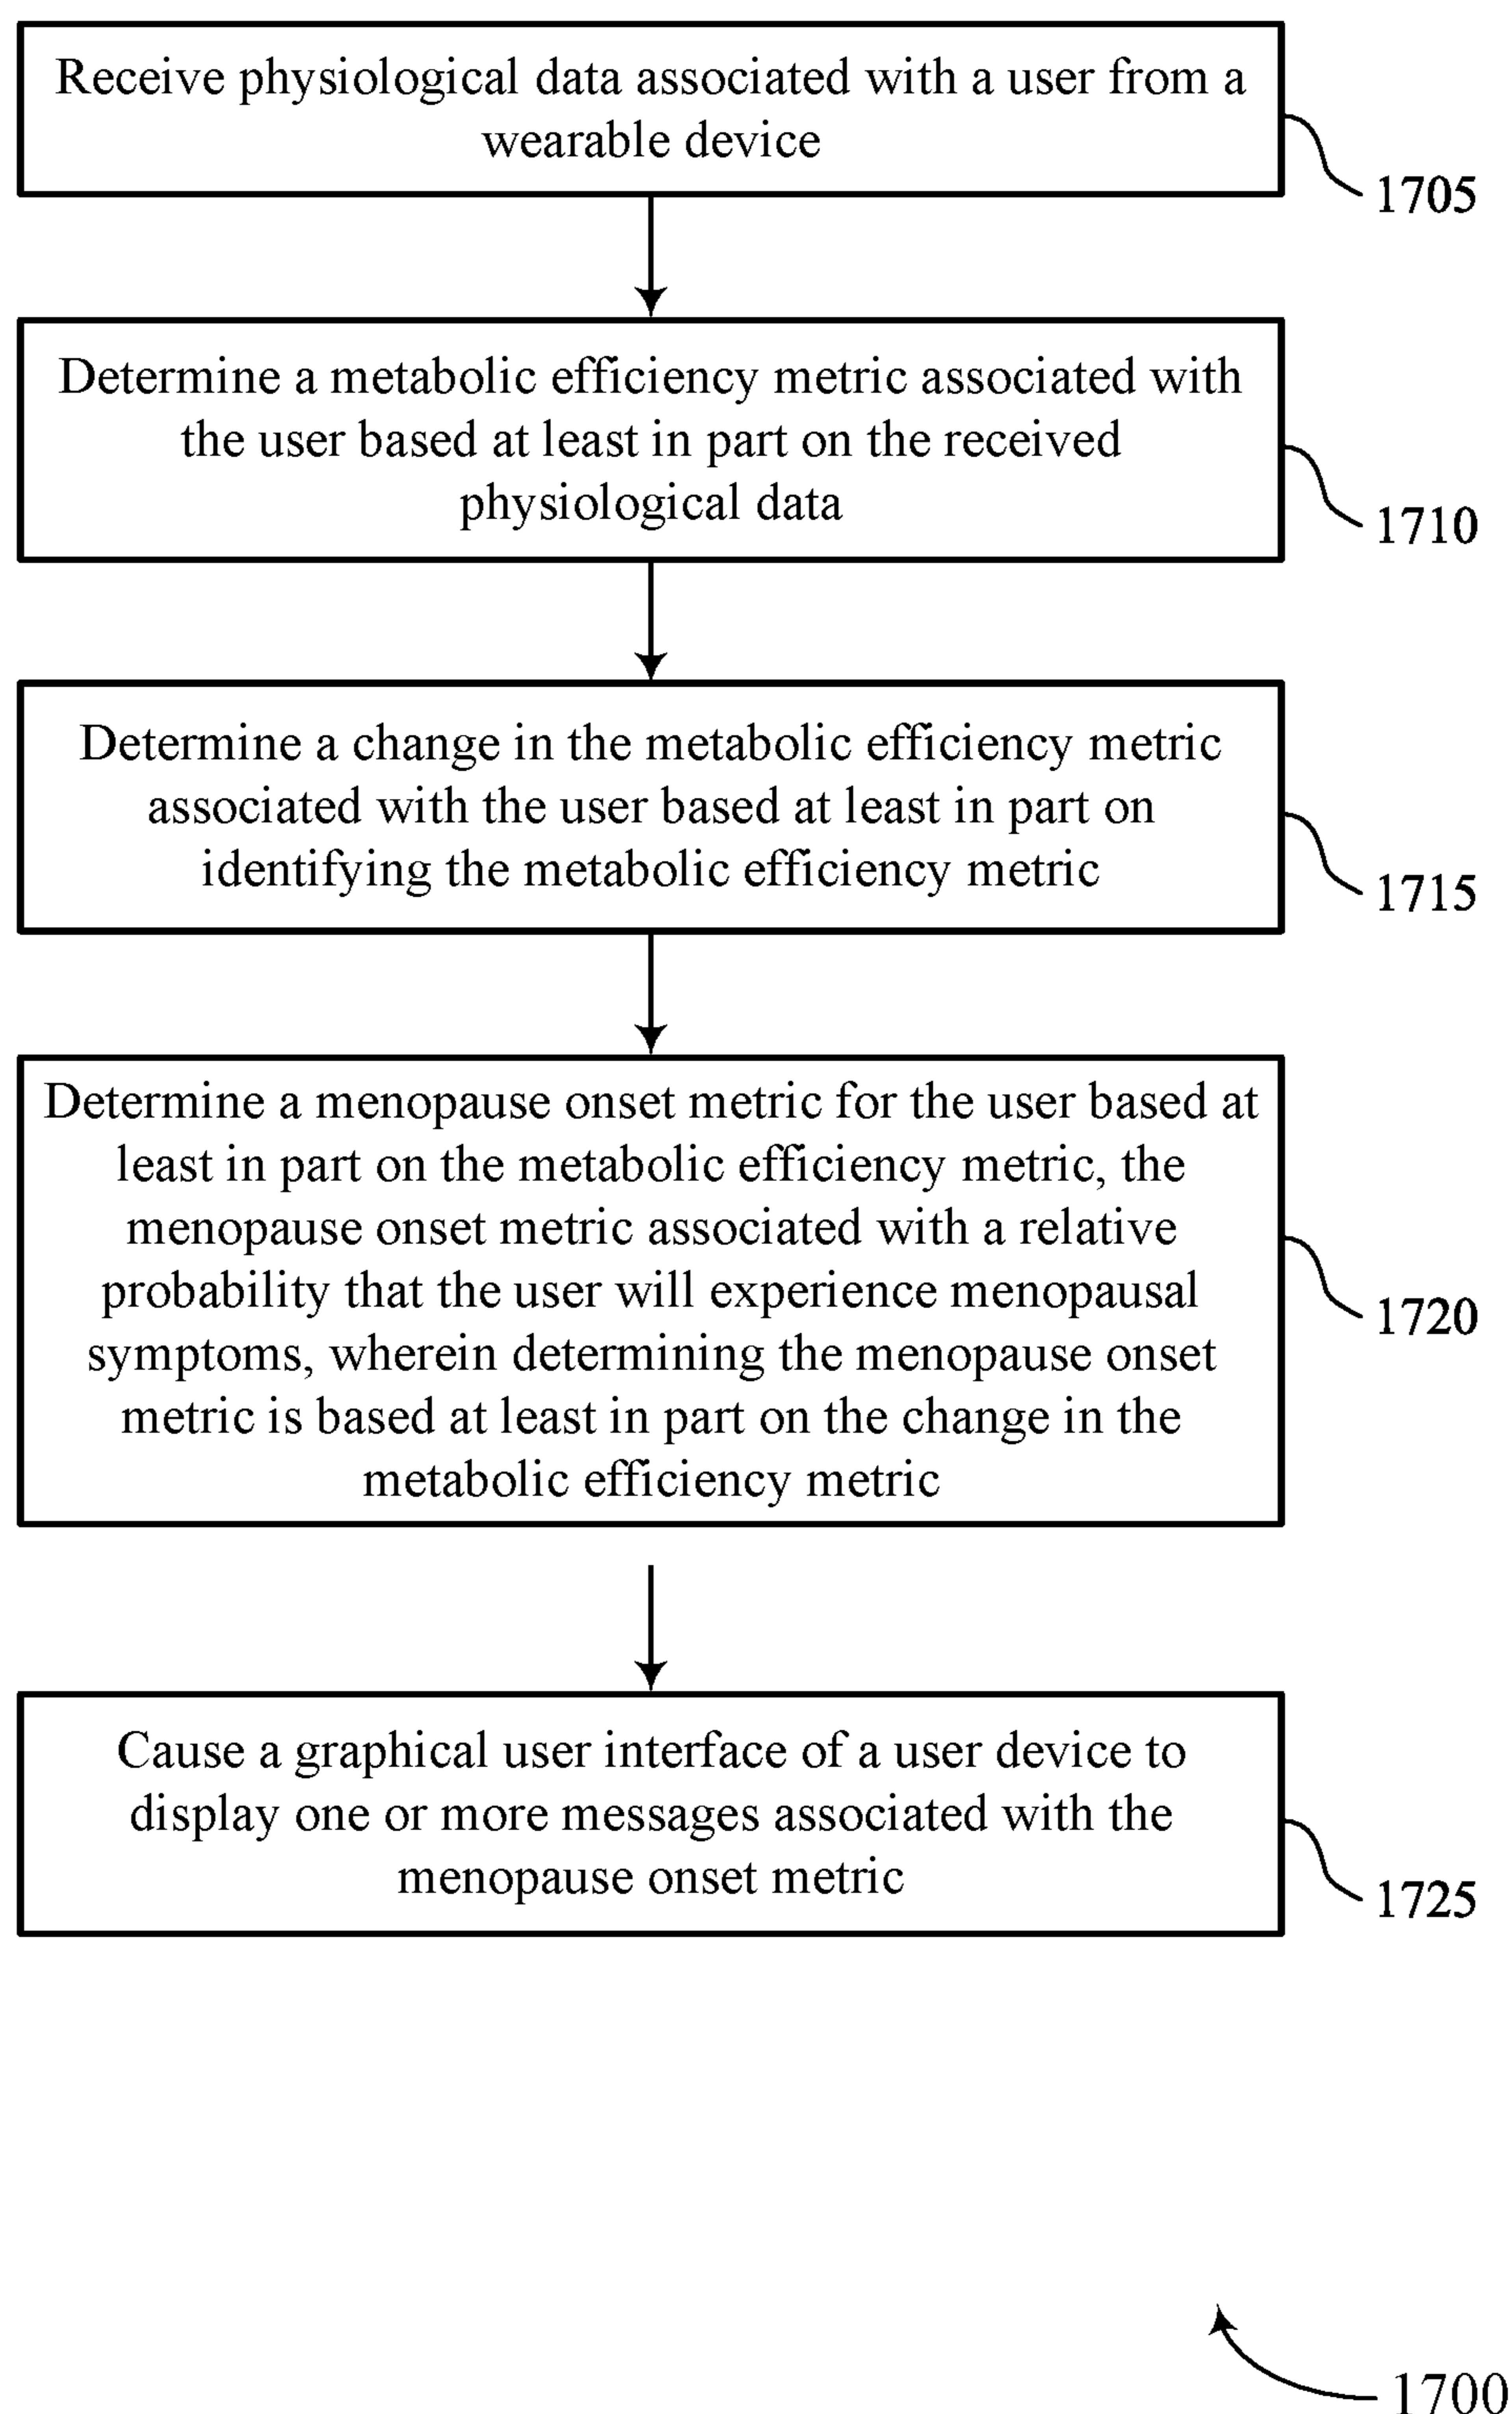 Receive physiological data associated with a user from a
wearable device
1705
Determine a metabolic efficiency metric associated with
the user based at least in part on the received
physiological data
1710
Determine a change in the metabolic efficiency metric
associated with the user based at least in part on
identifying the metabolic efficiency metric
1715
Determine a menopause onset metric for the user based at
least in part on the metabolic efficiency metric, the
menopause onset metric associated with a relative
probability that the user will experience menopausal
symptoms, wherein determining the menopause onset
metric is based at least in part on the change in the
metabolic efficiency metric
1720
Cause a graphical user interface of a user device to
display one or more messages associated with the
menopause onset metric
1725
1700